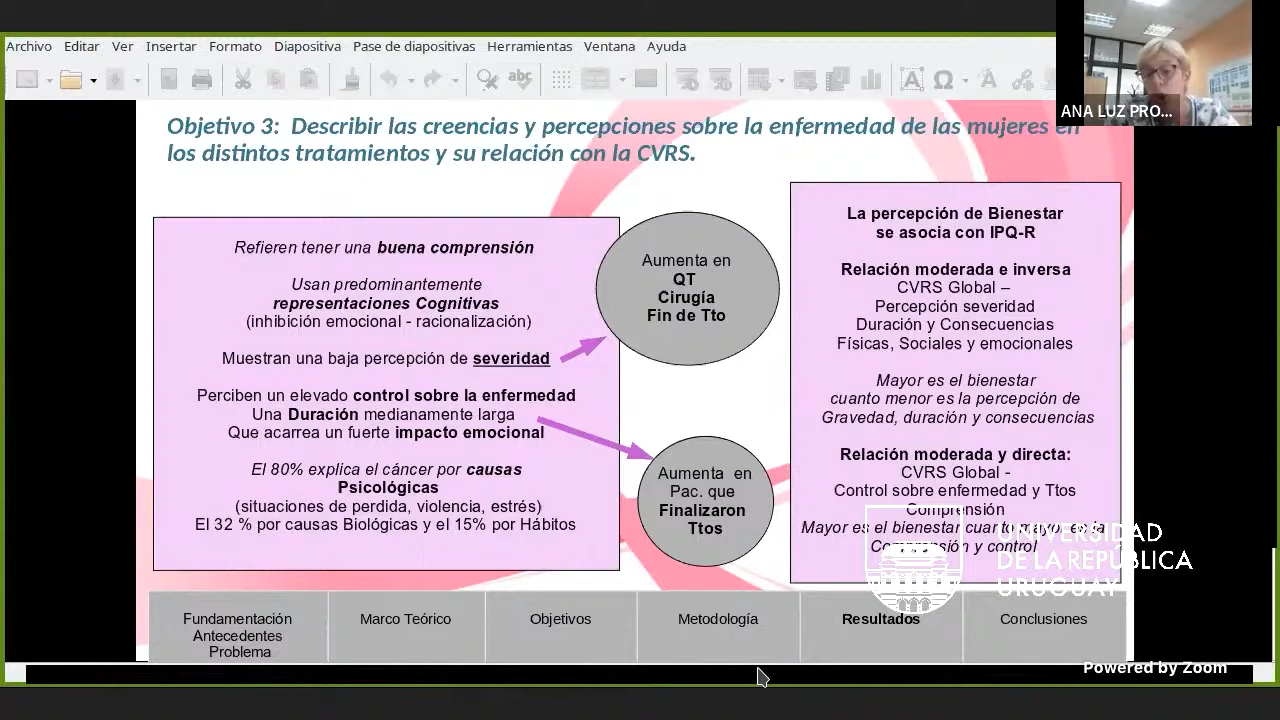 Archivo Editar Ver Insertar Formato Diapositiva Pase de diapositivas Herramientas Ventana Ayuda
ANA LUZ PRO...
Objetivo 3: Describir las creencias y percepciones sobre la enfermedad de las mujeres en
los distintos tratamientos y su relación con la CVRS.
Refieren tener una buena comprensión
Usan predominantemente
representaciones Cognitivas
(inhibición emocional - racionalización)
Muestran una baja percepción de severidad
Perciben un elevado control sobre la enfermedad
Una Duración medianamente larga
Que acarrea un fuerte impacto emocional
El 80% explica el cáncer por causas
Psicológicas
(situaciones de perdida, violencia, estrés)
El 32 % por causas Biológicas y el 15% por Hábitos
Aumenta en
QT
Cirugía
Fin de Tto
Aumenta en
Pac. que
Finalizaron
Ttos
La percepción de Bienestar
se asocia con IPQ-R
Relación moderada e inversa
CVRS Global –
Percepción severidad
Duración y Consecuencias
Físicas, Sociales y emocionales
Mayor es el bienestar
cuanto menor es la percepción de
Gravedad, duración y consecuencias
Relación moderada y directa:
CVRS Global -
Control sobre enfermedad y Ttos
Comprensión
Mayor es el bienestar cuanto mayor es la
Comprensión y control
UNIVERSIDAD
DE LA REPÚBLICA
URUGUAY
Fundamentación
Antecedentes
Problema
Marco Teórico
Objetivos
Metodología
Resultados
Conclusiones
Powered by Zoom